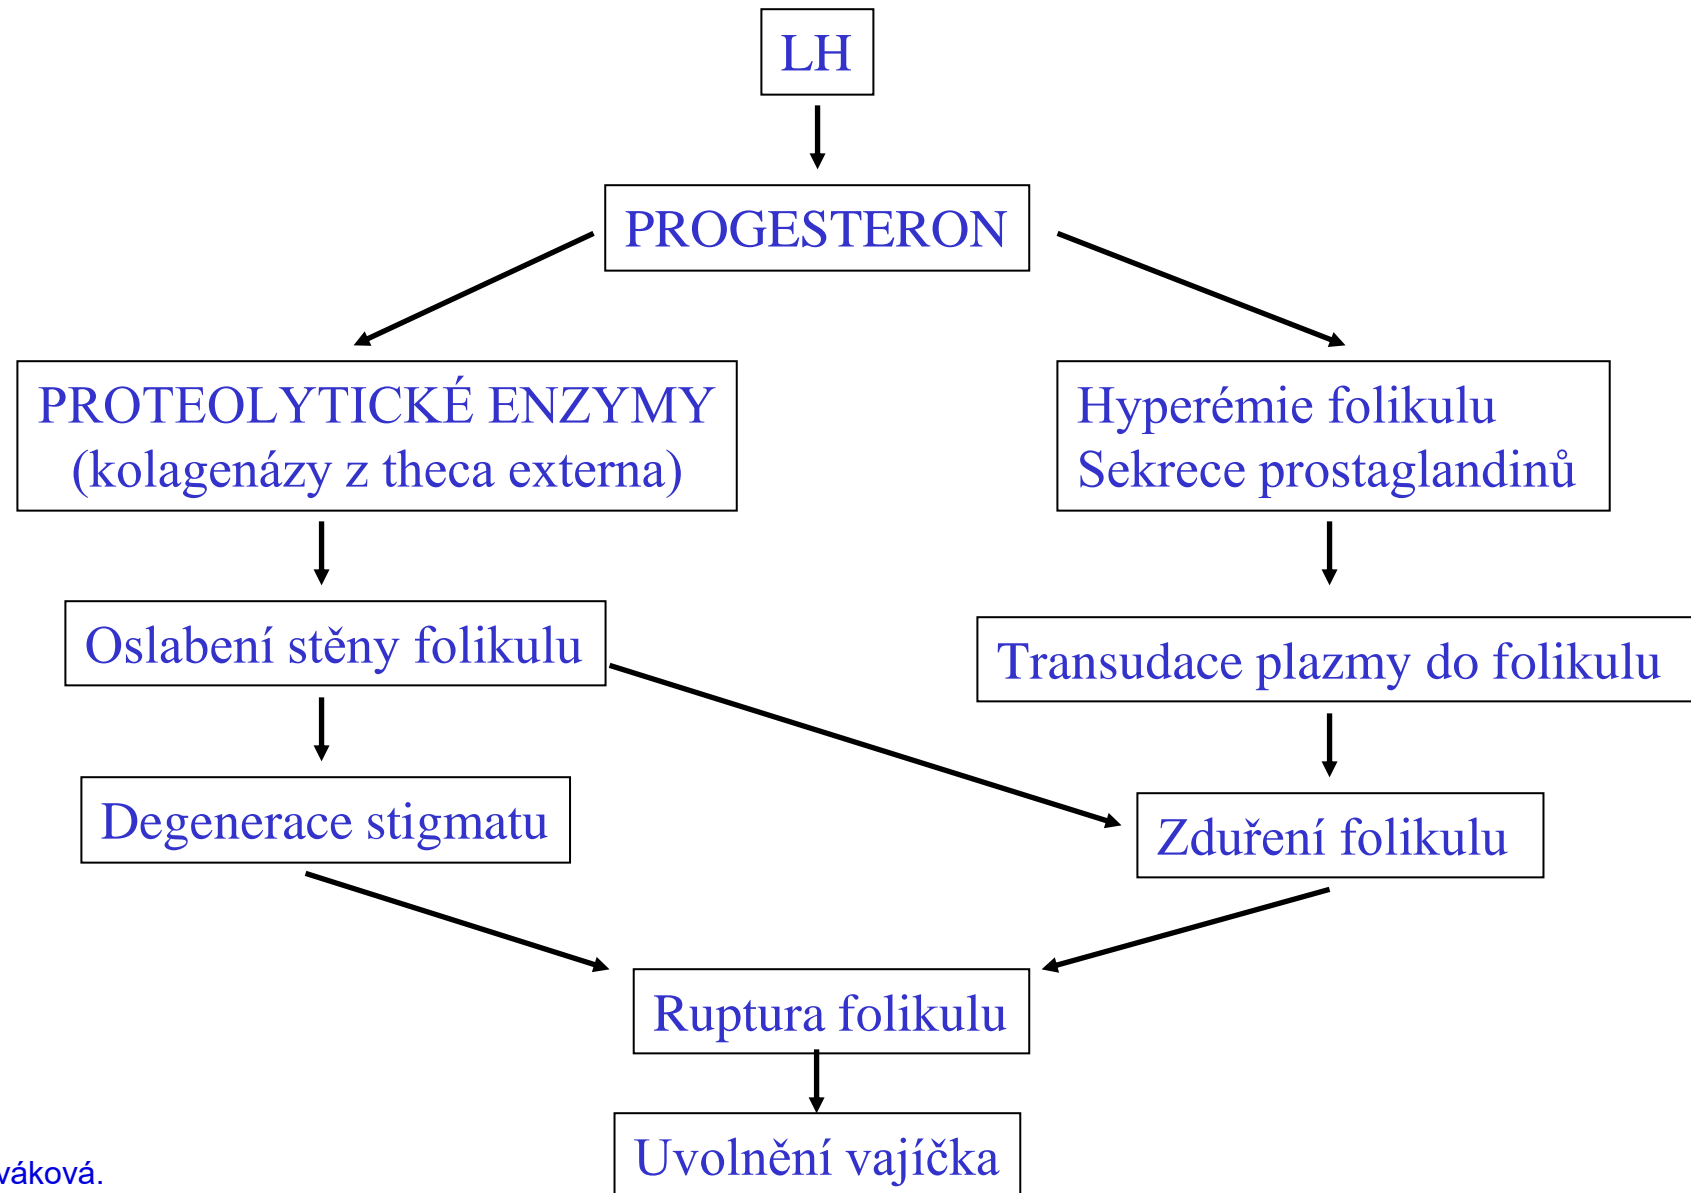 LH
PROGESTERON
PROTEOLYTICKÉ ENZYMY
(kolagenázy z theca externa)
Hyperémie folikulu
Sekrece prostaglandinů
Oslabení stěny folikulu
Transudace plazmy do folikulu
Degenerace stigmatu
Zduření folikulu
Ruptura folikulu
Uvolnění vajíčka
váková.